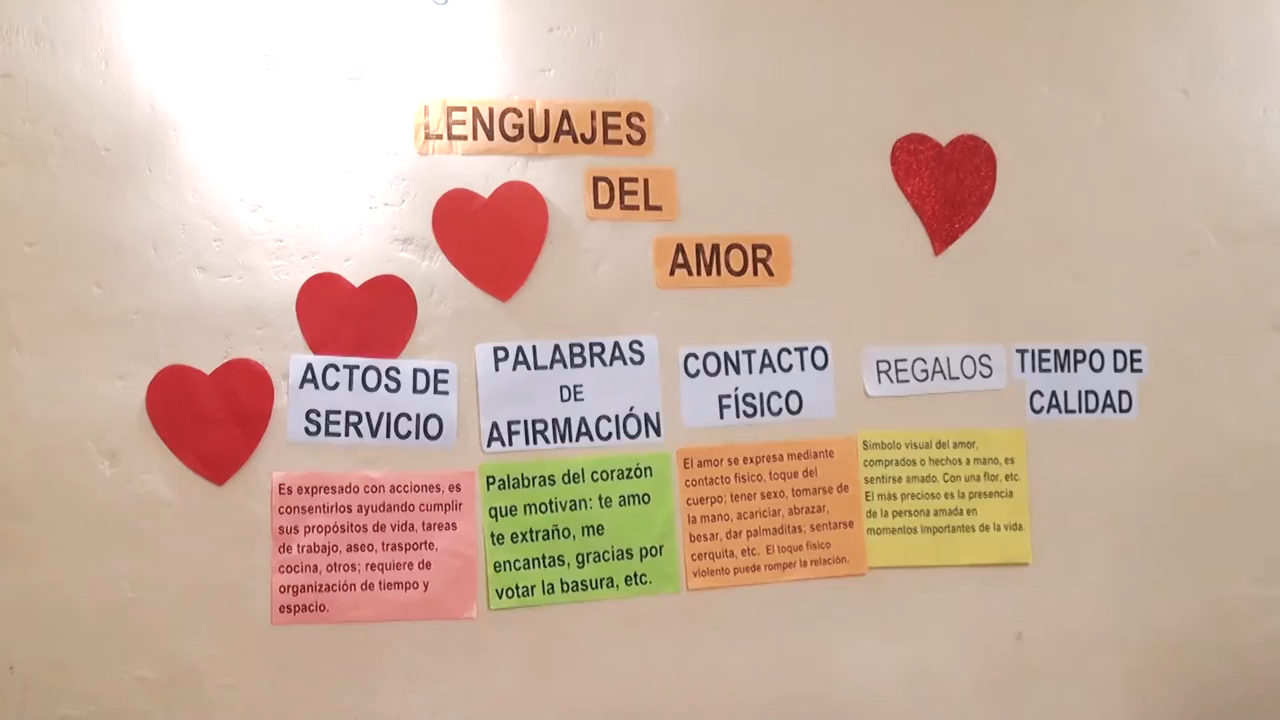 LENGUAJES
DEL
AMOR
ACTOS DE
SERVICIO
Es expresado con acciones, es
consentirlos ayudando cumplir
sus propósitos de vida, tareas
de trabajo, aseo, trasporte,
cocina, otros; requiere de
organización de tiempo y
espacio.
PALABRAS
DE
AFIRMACIÓN
Palabras del corazón
que motivan: te amo
te extraño, me
encantas, gracias por
votar la basura, etc.
CONTACTO
FÍSICO
El amor se expresa mediante
contacto físico, toque del
cuerpo; tener sexo, tomarse de
la mano, acariciar, abrazar,
besar, dar palmaditas; sentarse
cerquita, etc. El toque físico
violento puede romper la relación.
REGALOS
Símbolo visual del amor,
comprados o hechos a mano, es
sentirse amado. Con una flor, etc.
El más precioso es la presencia
de la persona amada en
momentos importantes de la vida.
TIEMPO DE
CALIDAD